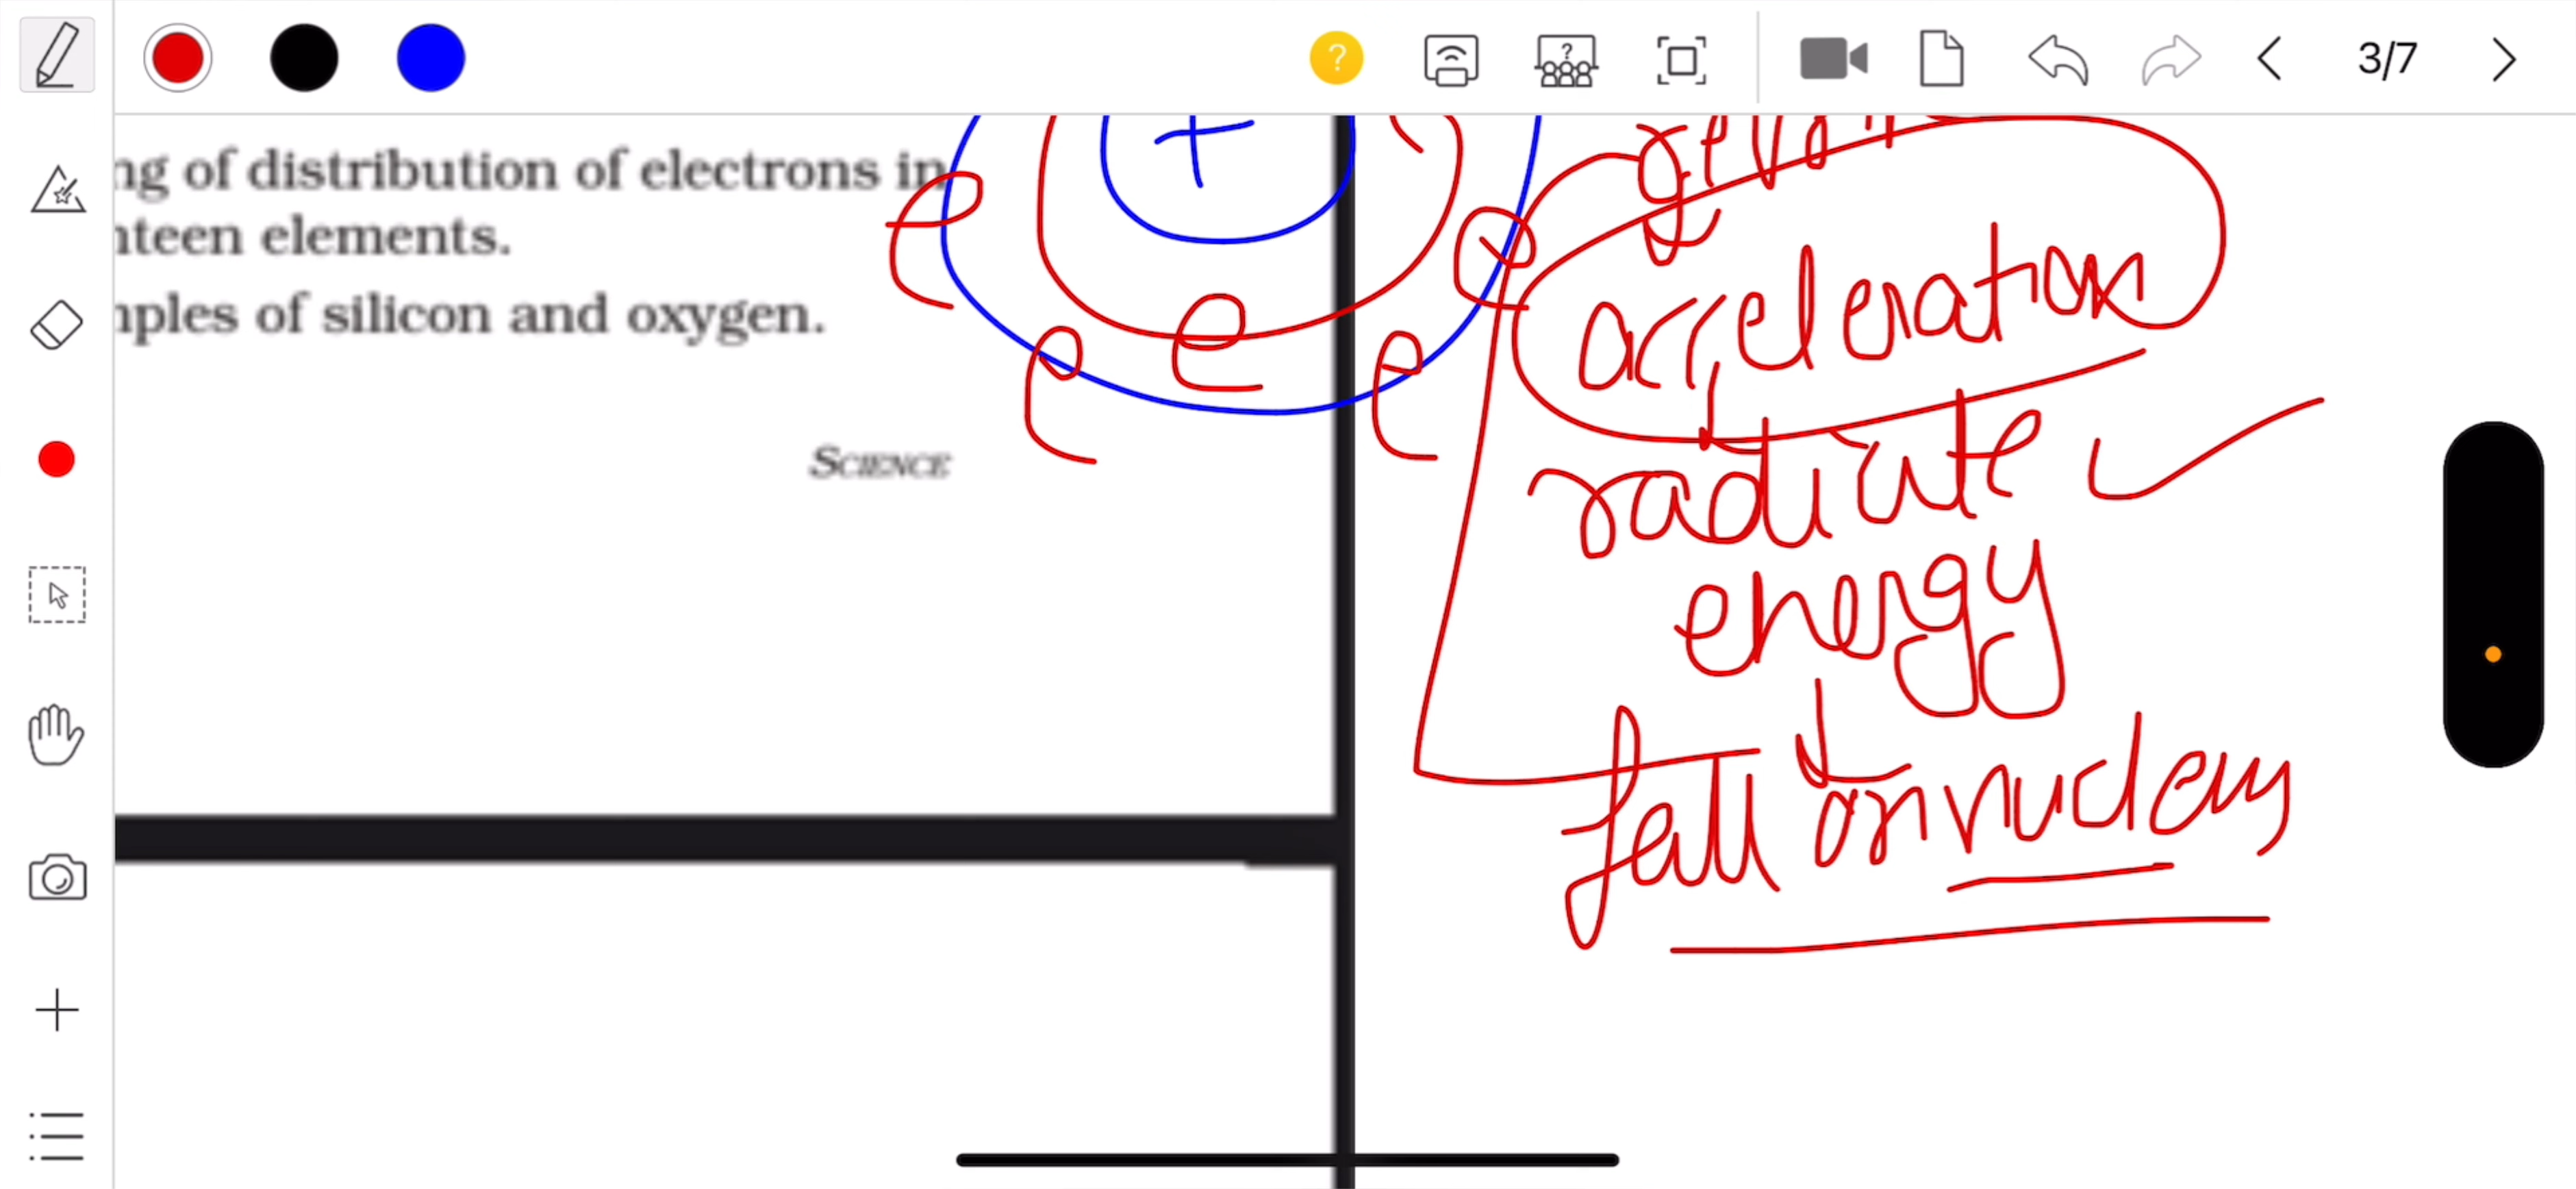 ?
?
3/7
ng of distribution of electrons in
nteen elements.
nples of silicon and oxygen.
SCIENCE
+
e
e
e
e
e
acceleration
radiate
energy
fall on nucleus